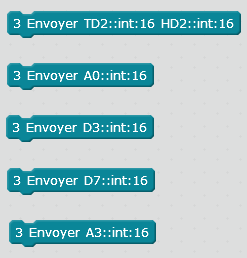 3 Envoyer TD2::int:16 HD2::int:16
3 Envoyer A0::int:16
3 Envoyer D3::int:16
3 Envoyer D7::int:16
3 Envoyer A3::int:16